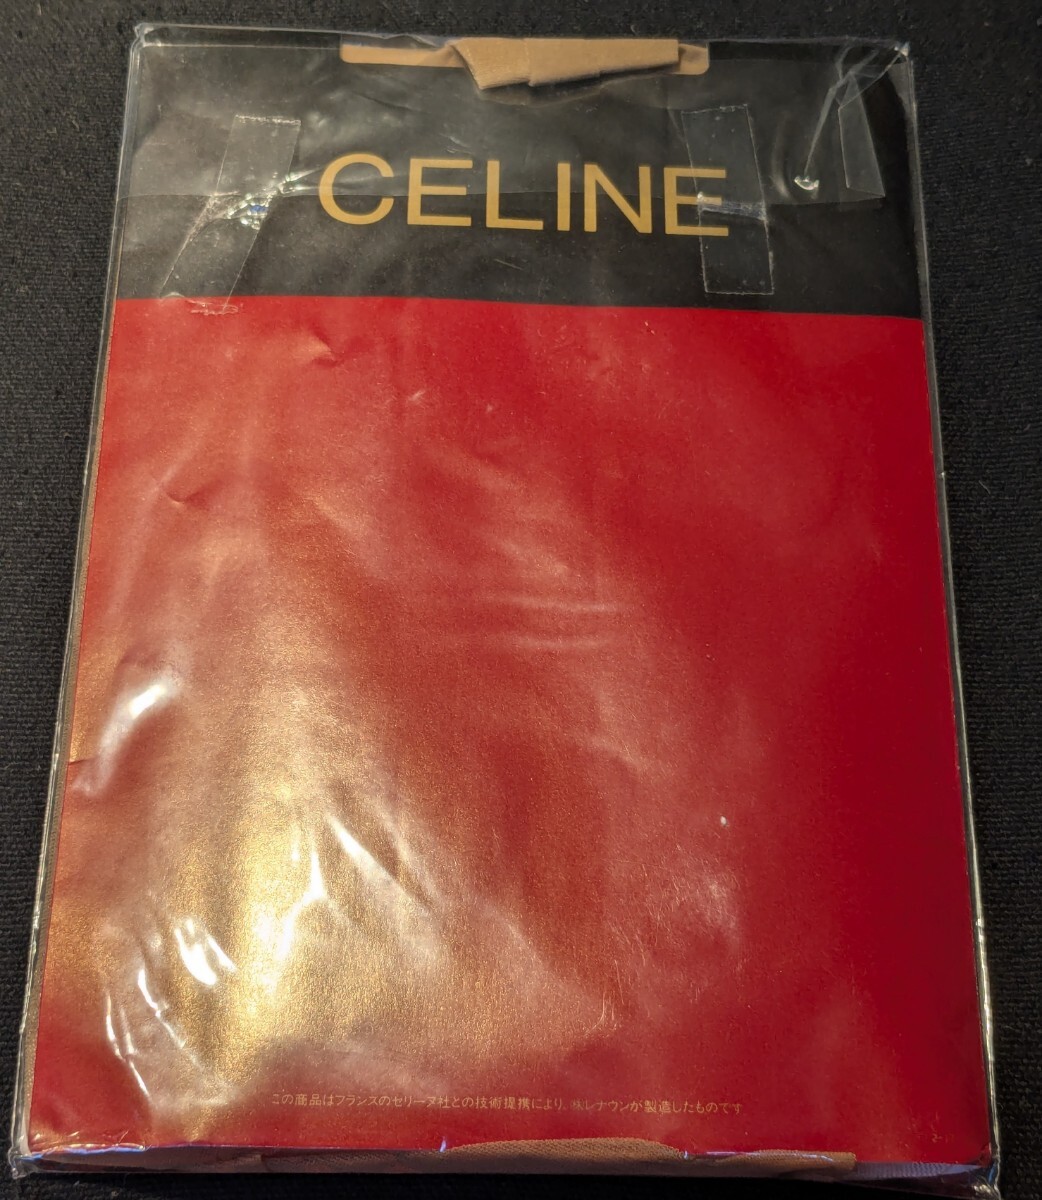 CELINE
この商品はフランスのセリーヌ社との技術提携により、㈱レナウンが製造したものです